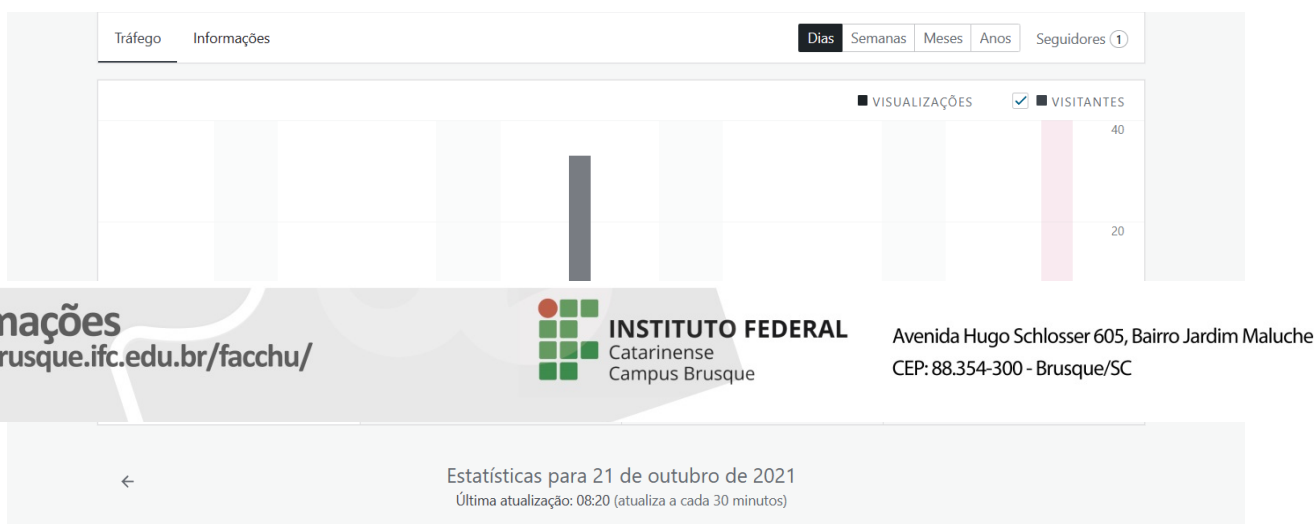 Tráfego Informações Dias Semanas Meses Anos Seguidores 1
VISUALIZAÇÕES VISITANTES
40
20
mações
rusque.ifc.edu.br/facchu/
INSTITUTO FEDERAL
Catarinense
Campus Brusque
Avenida Hugo Schlosser 605, Bairro Jardim Maluche
CEP: 88.354-300 - Brusque/SC
Estatísticas para 21 de outubro de 2021
Última atualização: 08:20 (atualiza a cada 30 minutos)